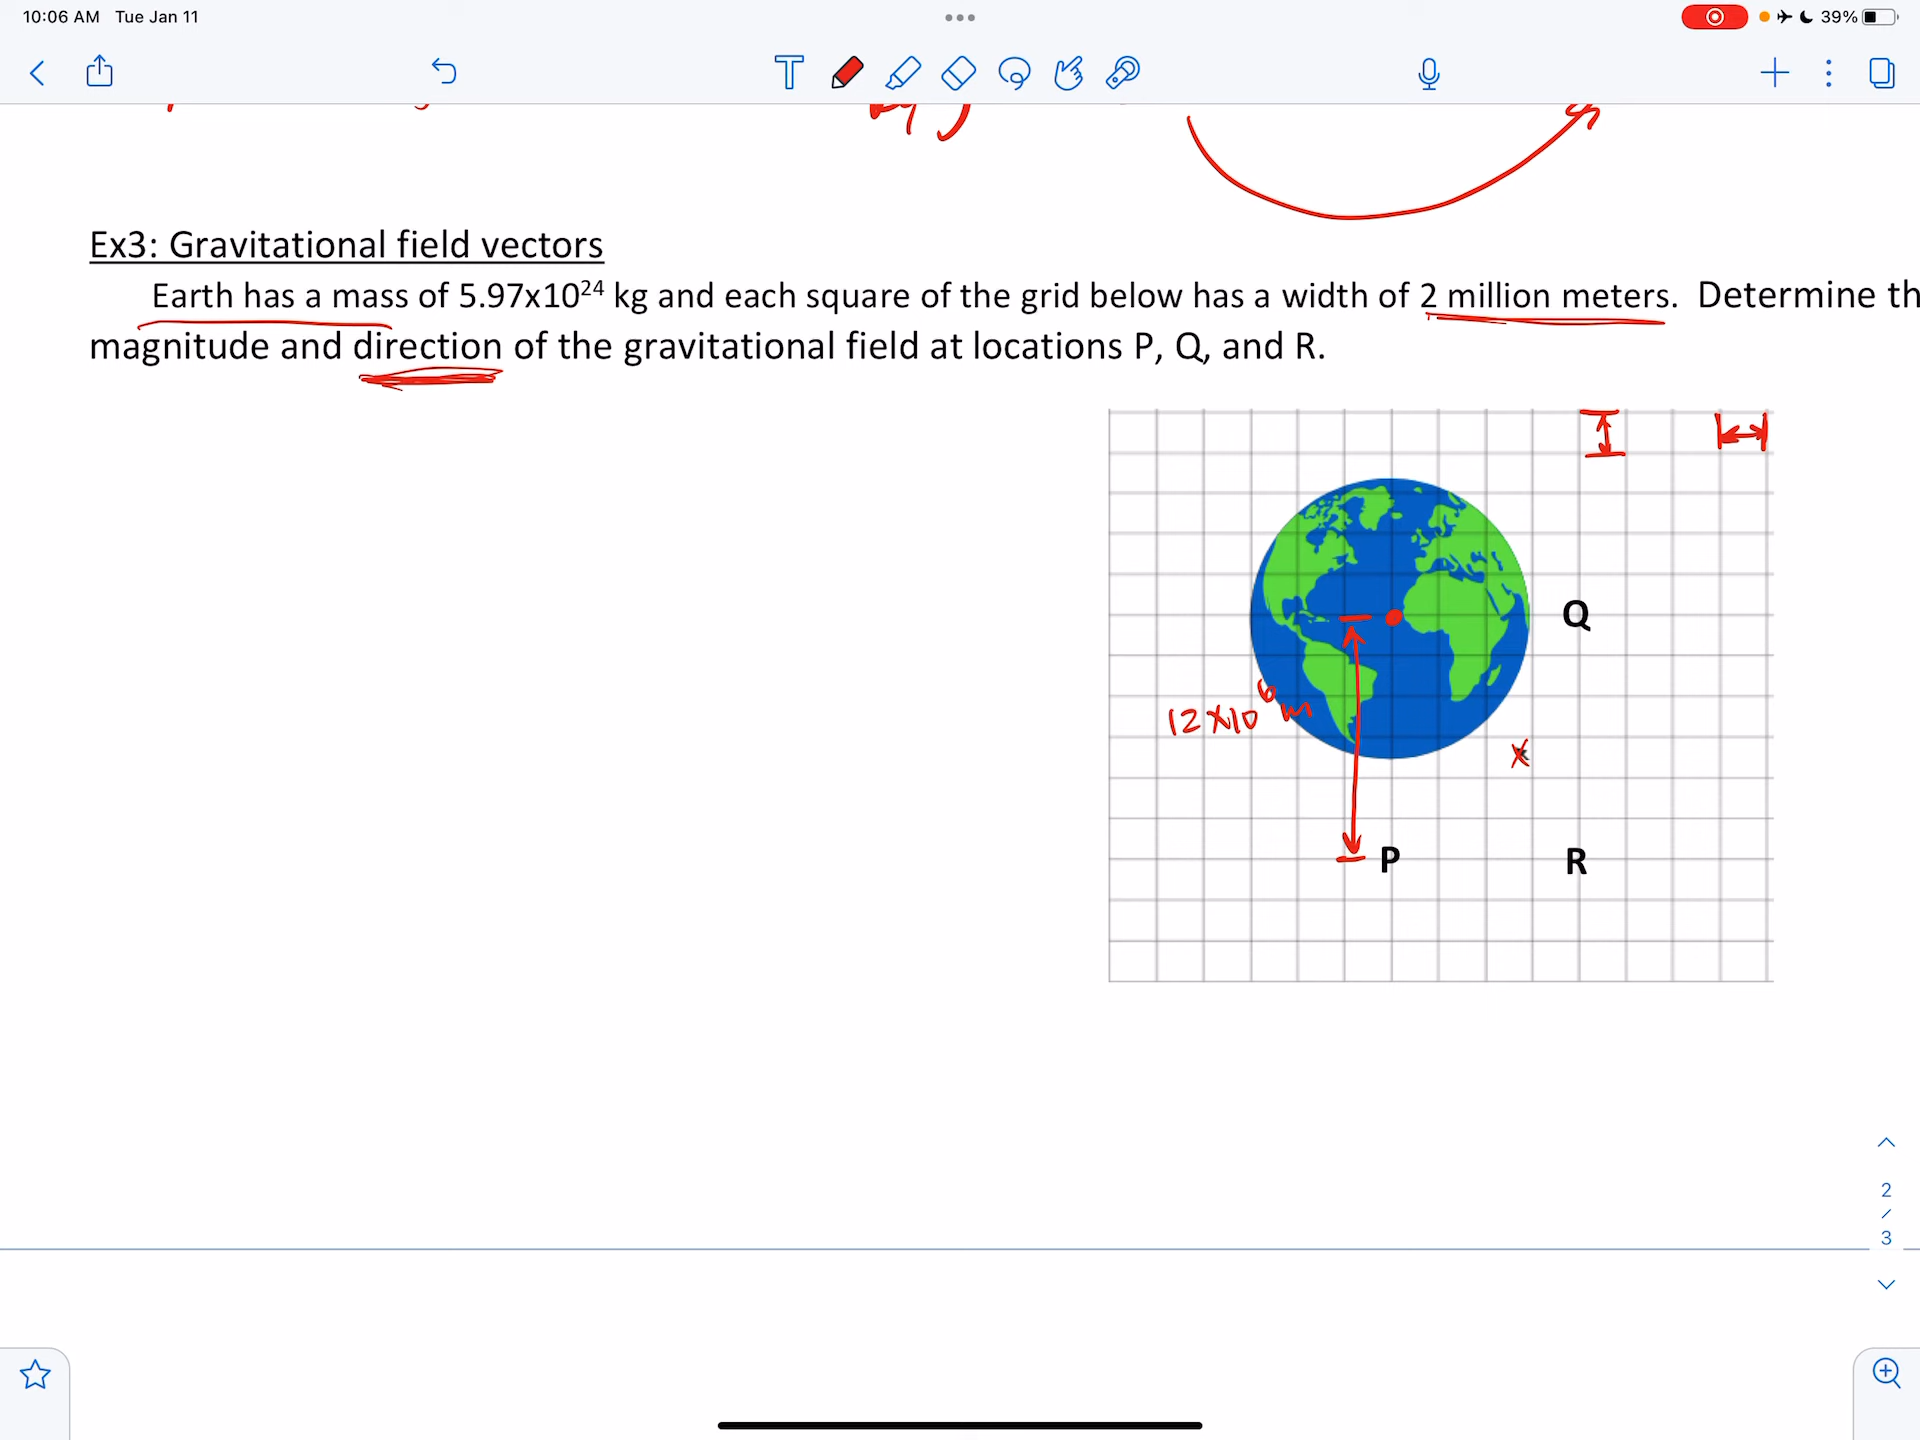 10:06 AM Tue Jan 11
39%
T
Ex3: Gravitational field vectors
Earth has a mass of 5.97x10²⁴ kg and each square of the grid below has a width of 2 million meters. Determine th
magnitude and direction of the gravitational field at locations P, Q, and R.
Q
12 x10⁶ m
x
P
R
2
/
3